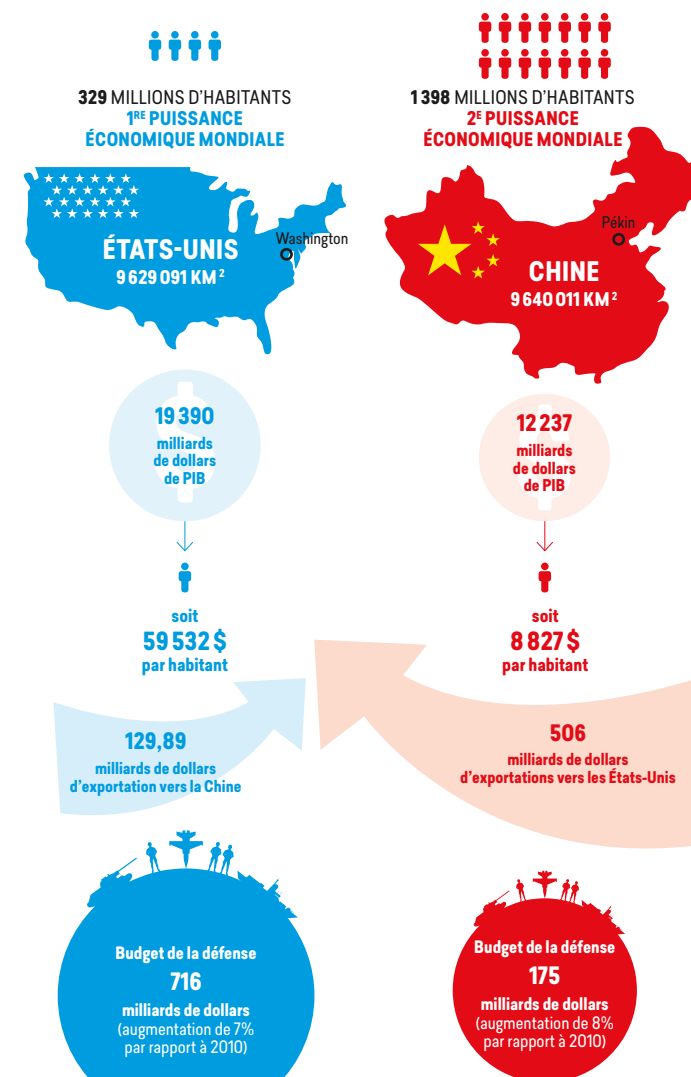 329 MILLIONS D'HABITANTS
1RE PUISSANCE
ÉCONOMIQUE MONDIALE
ÉTATS-UNIS
9 629 091 KM²
Washington
19 390
milliards
de dollars
de PIB
soit
59 532 $
par habitant
129,89
milliards de dollars
d'exportation vers la Chine
Budget de la défense
716
milliards de dollars
(augmentation de 7%
par rapport à 2010)
1 398 MILLIONS D'HABITANTS
2E PUISSANCE
ÉCONOMIQUE MONDIALE
Pékin
CHINE
9 640 011 KM²
12 237
milliards
de dollars
de PIB
soit
8 827 $
par habitant
506
milliards de dollars
d'exportations vers les États-Unis
Budget de la défense
175
milliards de dollars
(augmentation de 8%
par rapport à 2010)